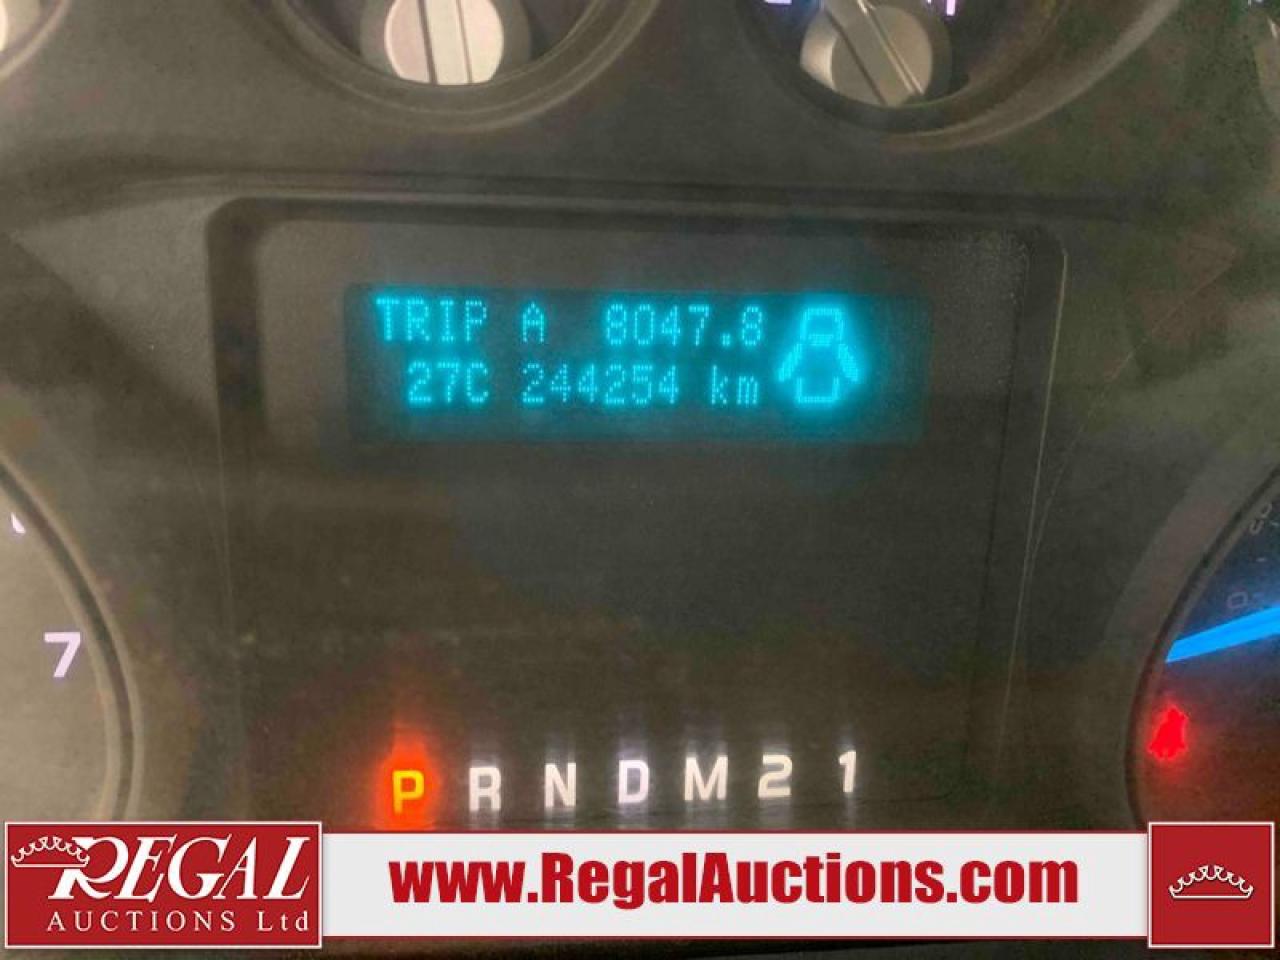 TRIP A 8047.8
27C 244254 km
7
P R N D M 2 1
REGAL
AUCTIONS Ltd
www.RegalAuctions.com